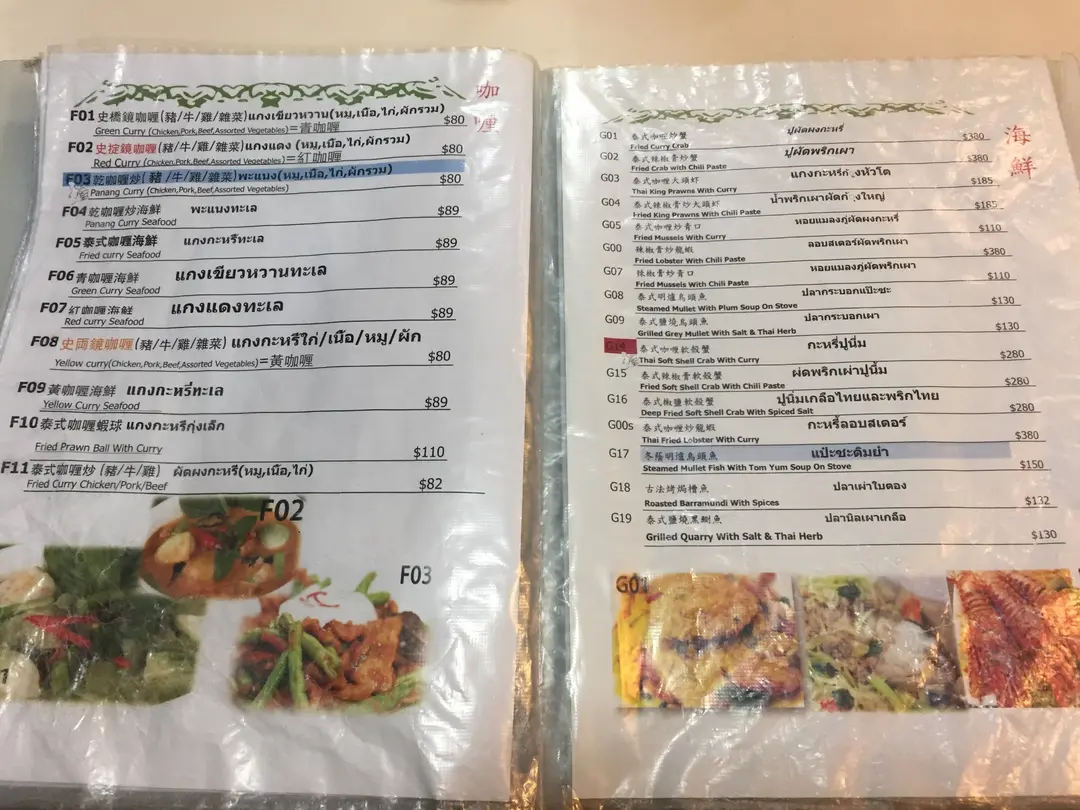 咖喱
F01 史橋鏡咖喱(豬/牛/雞/雜菜)แกงเขียวหวาน(หมู,เนื้อ,ไก่,ผักรวม)
Green Curry (Chicken,Pork,Beef,Assorted Vegetables)=青咖喱 $80
F02 史掟鏡咖喱(豬/牛/雞/雜菜)แกงแดง (หมู,เนื้อ,ไก่,ผักรวม)
Red Curry (Chicken,Pork,Beef,Assorted Vegetables)=紅咖喱 $80
F03 乾咖喱炒(豬/牛/雞/雜菜)พะแนง(หมู,เนื้อ,ไก่,ผักรวม)
Panang Curry (Chicken,Pork,Beef,Assorted Vegetables) $80
F04 乾咖喱炒海鮮 พะแนงทะเล
Panang Curry Seafood $89
F05 泰式咖喱海鮮 แกงกะหรี่ทะเล
Fried curry Seafood $89
F06 青咖喱海鮮 แกงเขียวหวานทะเล
Green Curry Seafood $89
F07 紅咖喱海鮮 แกงแดงทะเล
Red curry Seafood $89
F08 史両鏡咖喱(豬/牛/雞/雜菜) แกงกะหรี่ไก่/เนื้อ/หมู/ผัก
Yellow curry(Chicken,Pork,Beef,Assorted Vegetables)=黃咖喱 $80
F09 黃咖喱海鮮 แกงกะหรี่ทะเล
Yellow Curry Seafood $89
F10 泰式咖喱蝦球 แกงกะหรี่กุ่งเล็ก
Fried Prawn Ball With Curry $110
F11 泰式咖喱炒 (豬/牛/雞) ผัดผงกะหรี่(หมู,เนื้อ,ไก่)
Fried Curry Chicken/Pork/Beef $82
F02
F03
海鮮
G01 泰式咖喱炒蟹 ปูผัดผงกะหรี่
Fried Curry Crab $380
G02 泰式辣椒膏炒蟹 ปูผัดพริกเผา
Fried Crab with Chili Paste $380
G03 泰式咖喱大頭蝦 แกงกะหรี่กุ้งหัวโต
Thai King Prawns With Curry $185
G04 泰式辣椒膏炒大頭蝦 น้ำพริกเผาผัดกุ้งใหญ่
Fried King Prawns With Chili Paste $185
G05 泰式咖喱炒青口 หอยแมลงภู่ผัดผงกะหรี่
Fried Mussels With Curry $110
G00 辣椒膏炒龍蝦 ลอบสเตอร์ผัดพริกเผา
Fried Lobster With Chili Paste $380
G07 辣椒膏炒青口 หอยแมลงภู่ผัดพริกเผา
Fried Mussels With Chili Paste $110
G08 泰式明爐烏頭魚 ปลากระบอกแป๊ะซะ
Steamed Mullet With Plum Soup On Stove $130
G09 泰式鹽燒烏頭魚 ปลากระบอกเผา
Grilled Grey Mullet With Salt & Thai Herb $130
G14 泰式咖喱軟殼蟹 กะหรี่ปูนิ่ม
Thai Soft Shell Crab With Curry $280
G15 泰式辣椒膏軟殼蟹 ผัดพริกเผ่าปูนิ้ม
Fried Soft Shell Crab With Chili Paste $280
G16 泰式椒鹽軟殼蟹 ปูนิ่มเกลือไทยและพริกไทย
Deep Fried Soft Shell Crab With Spiced Salt $280
G00s 泰式咖喱炒龍蝦 กะหรี้ลอบสเตอร์
Thai Fried Lobster With Curry $380
G17 冬蔭明爐烏頭魚 แป๊ะซะต้มยำ
Steamed Mullet Fish With Tom Yum Soup On Stove $150
G18 古法烤焗槽魚 ปลาเผาใบตอง
Roasted Barramundi With Spices $132
G19 泰式鹽燒黑鯽魚 ปลานิลเผาเกลือ
Grilled Quarry With Salt & Thai Herb $130
G01